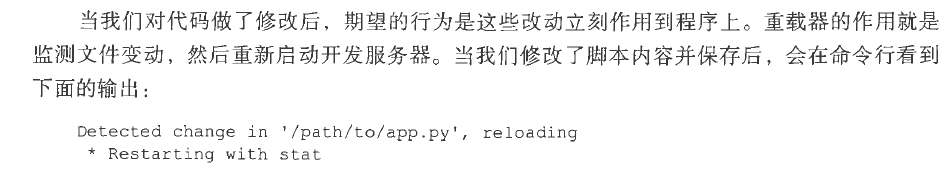 当我们对代码做了修改后，期望的行为是这些改动立刻作用到程序上。重载器的作用就是
监测文件变动，然后重新启动开发服务器。当我们修改了脚本内容并保存后，会在命令行看到
下面的输出：
Detected change in '/path/to/app.py', reloading
 * Restarting with stat